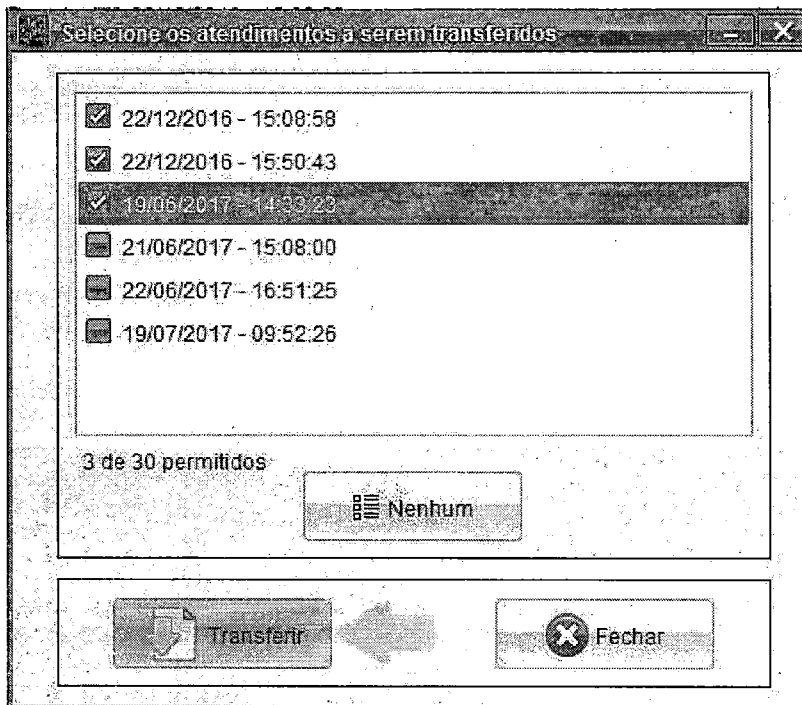 Selecione os atendimentos a serem transferidos
22/12/2016 - 15:08:58
22/12/2016 - 15:50:43
19/06/2017 - 14:33:23
21/06/2017 - 15:08:00
22/06/2017 - 16:51:25
19/07/2017 - 09:52:26
3 de 30 permitidos
Nenhum
Transferir
Fechar